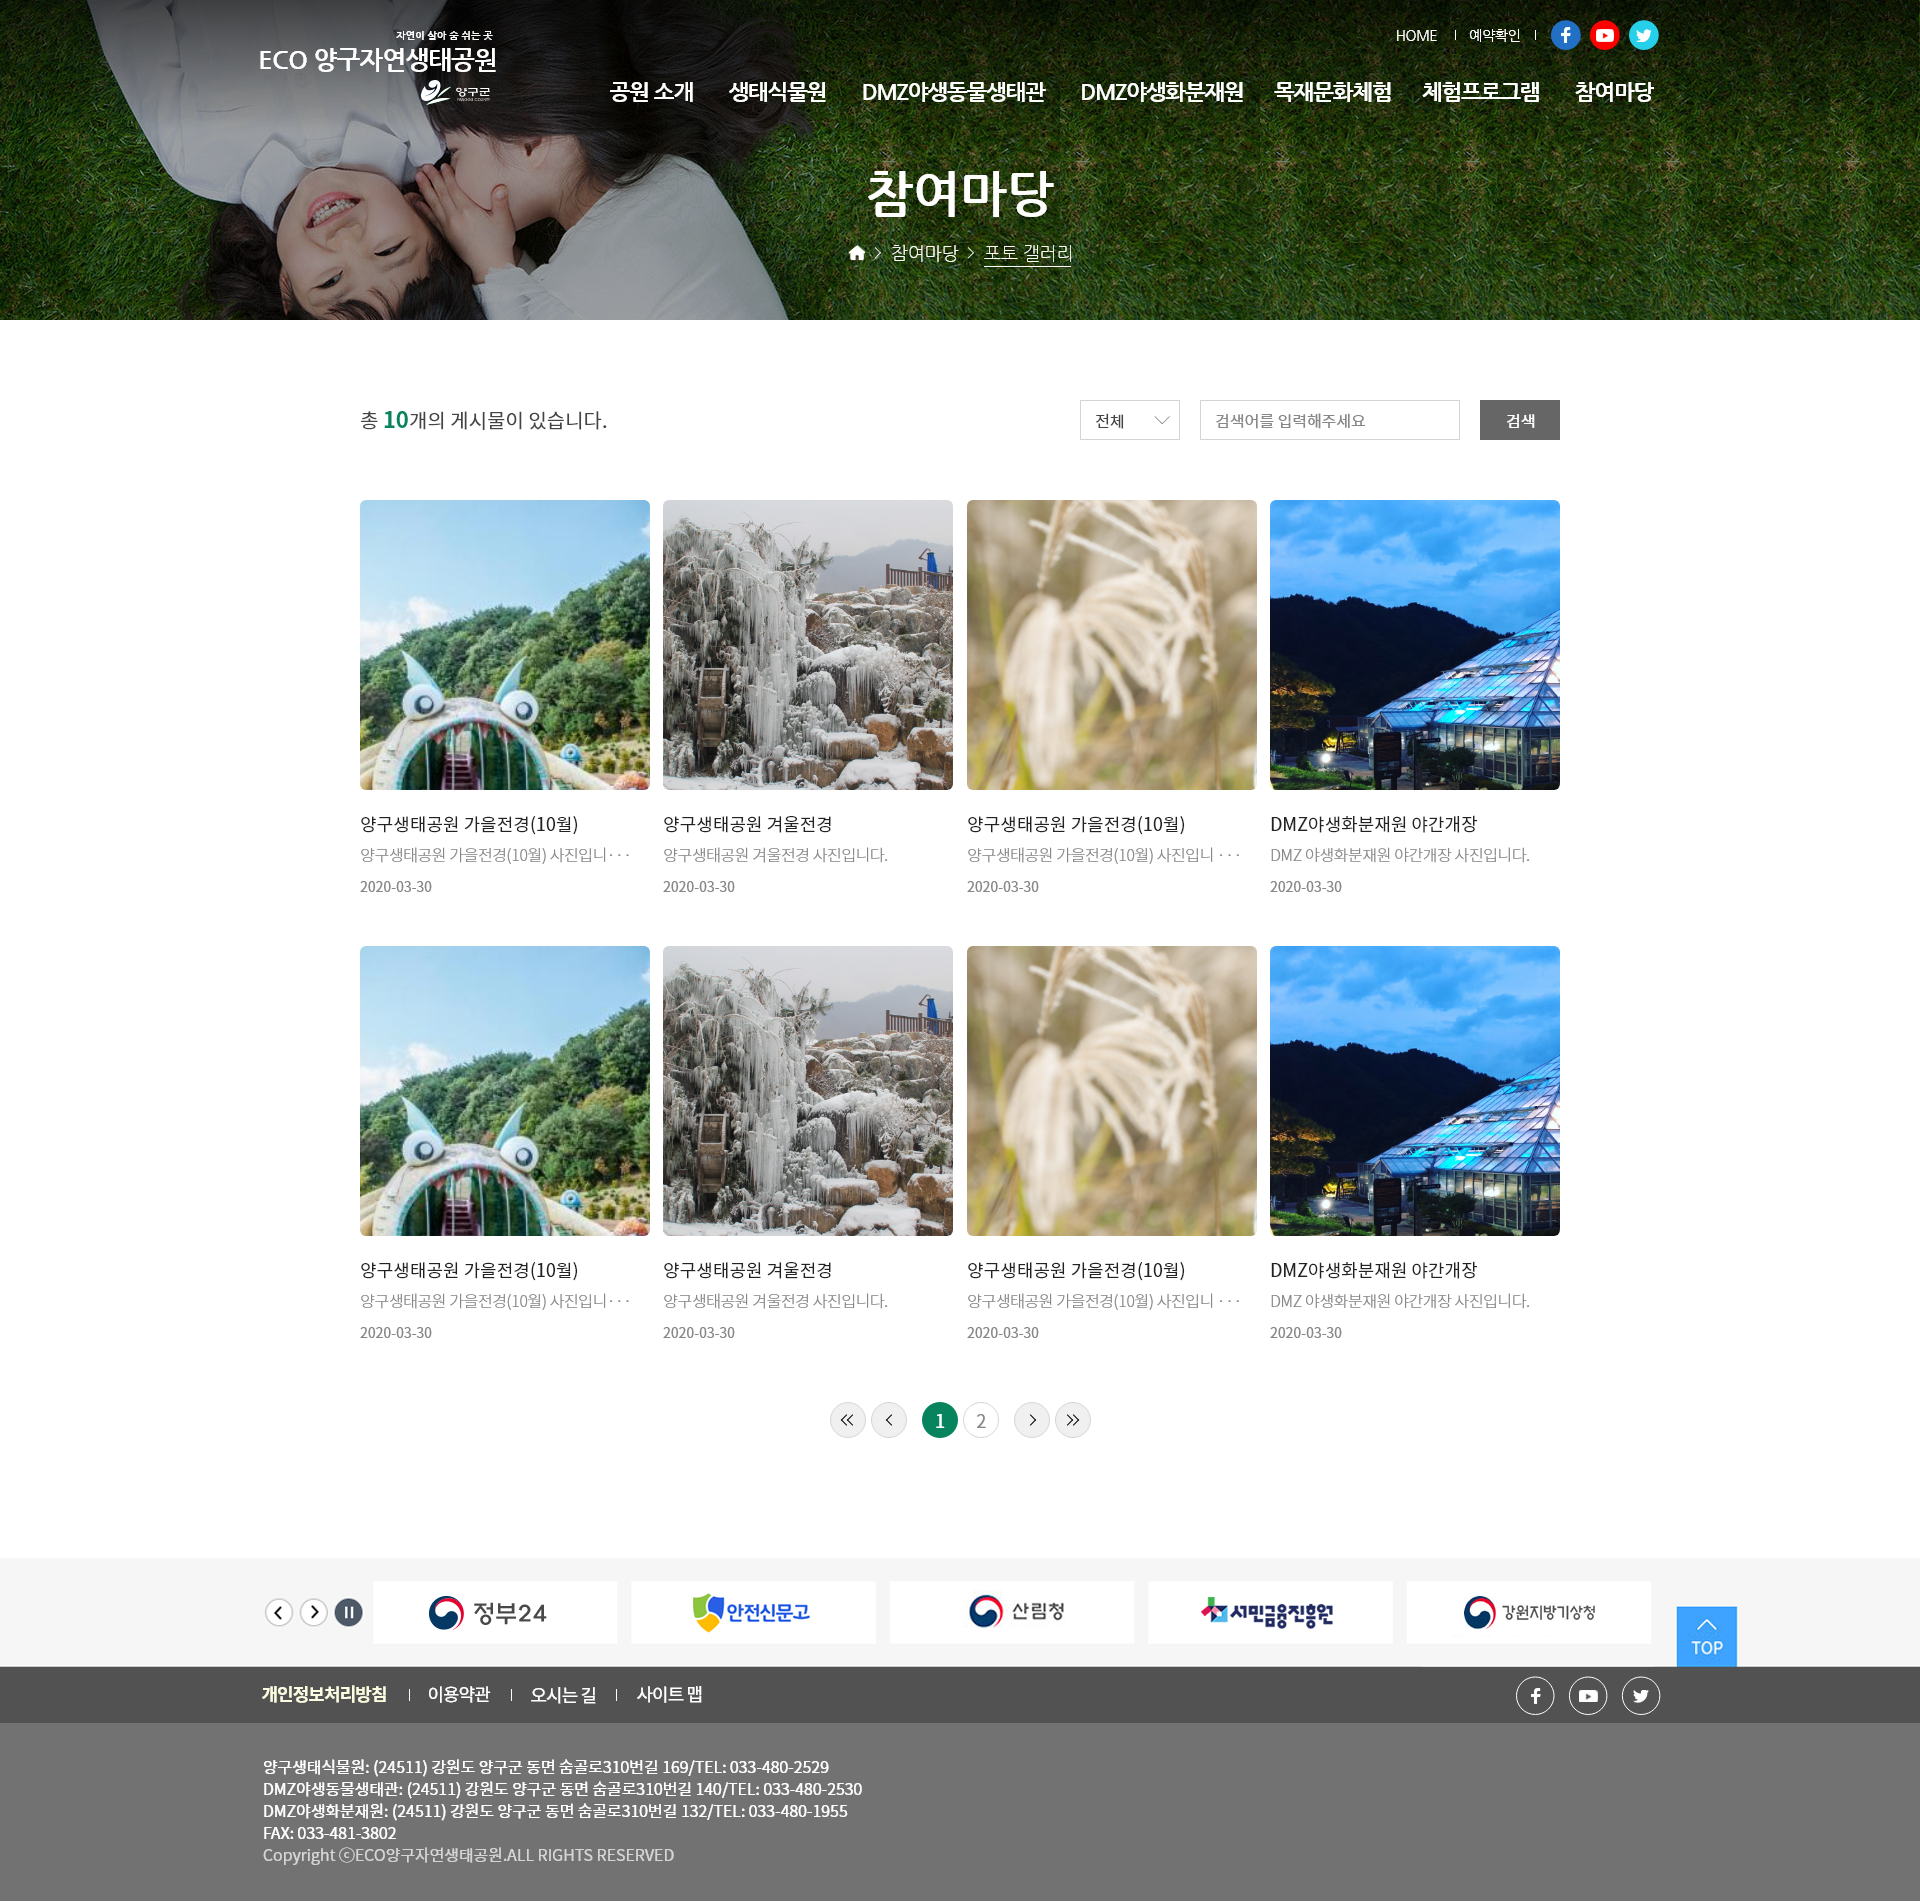 자연이 살아 숨 쉬는 곳
ECO 양구자연생태공원
양구군
HOME 예약확인
공원 소개 생태식물원 DMZ야생동물생태관 DMZ야생화분재원 목재문화체험 체험프로그램 참여마당
참여마당
참여마당 포토 갤러리
총 10개의 게시물이 있습니다.
전체 검색어를 입력해주세요 검색
양구생태공원 가을전경(10월) 양구생태공원 겨울전경 양구생태공원 가을전경(10월) DMZ야생화분재원 야간개장
양구생태공원 가을전경(10월) 사진입니··· 양구생태공원 겨울전경 사진입니다. 양구생태공원 가을전경(10월) 사진입니 ··· DMZ 야생화분재원 야간개장 사진입니다.
2020-03-30 2020-03-30 2020-03-30 2020-03-30
양구생태공원 가을전경(10월) 양구생태공원 겨울전경 양구생태공원 가을전경(10월) DMZ야생화분재원 야간개장
양구생태공원 가을전경(10월) 사진입니··· 양구생태공원 겨울전경 사진입니다. 양구생태공원 가을전경(10월) 사진입니 ··· DMZ 야생화분재원 야간개장 사진입니다.
2020-03-30 2020-03-30 2020-03-30 2020-03-30
1 2
정부24 안전신문고 산림청 서민금융진흥원 강원지방기상청
TOP
개인정보처리방침 이용약관 오시는 길 사이트 맵
양구생태식물원: (24511) 강원도 양구군 동면 숨골로310번길 169/TEL: 033-480-2529
DMZ야생동물생태관: (24511) 강원도 양구군 동면 숨골로310번길 140/TEL: 033-480-2530
DMZ야생화분재원: (24511) 강원도 양구군 동면 숨골로310번길 132/TEL: 033-480-1955
FAX: 033-481-3802
Copyright ⓒECO양구자연생태공원.ALL RIGHTS RESERVED